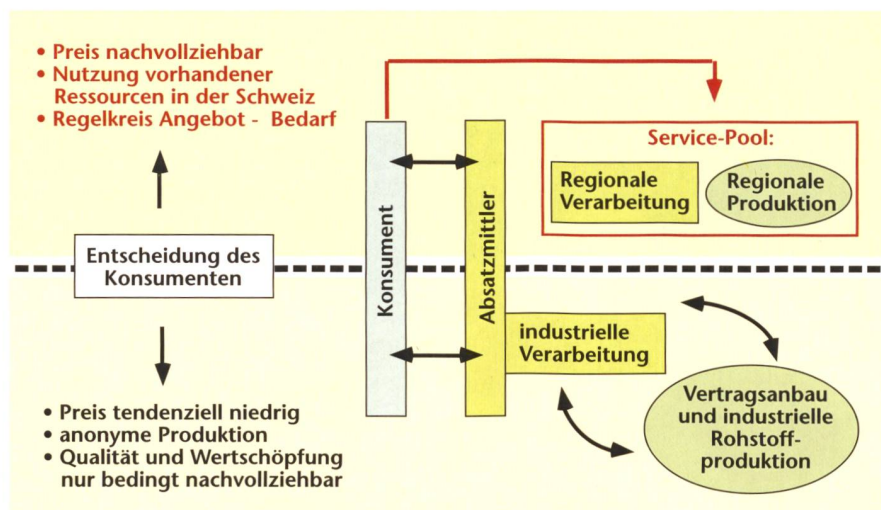 • Preis nachvollziehbar
• Nutzung vorhandener
Ressourcen in der Schweiz
• Regelkreis Angebot - Bedarf
Service-Pool:
Regionale
Verarbeitung
Regionale
Produktion
Entscheidung des
Konsumenten
Konsument
Absatzmittler
industrielle
Verarbeitung
Vertragsanbau
und industrielle
Rohstoff-
produktion
• Preis tendenziell niedrig
• anonyme Produktion
• Qualität und Wertschöpfung
nur bedingt nachvollziehbar